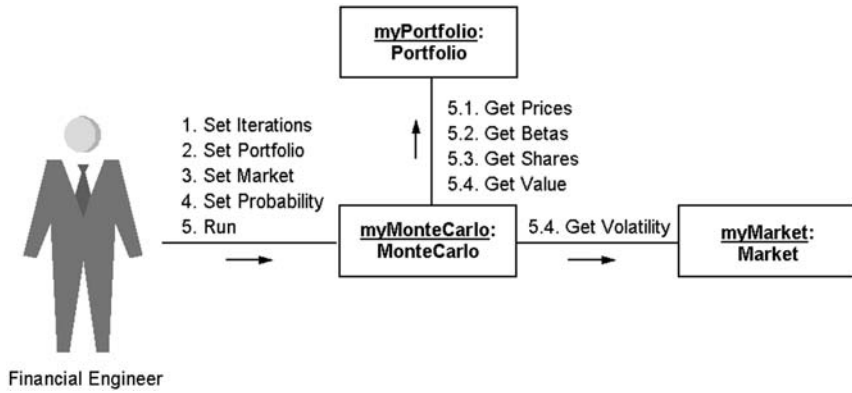 myPortfolio:
Portfolio
1. Set Iterations
2. Set Portfolio
3. Set Market
4. Set Probability
5. Run
5.1. Get Prices
5.2. Get Betas
5.3. Get Shares
5.4. Get Value
myMonteCarlo:
MonteCarlo
5.4. Get Volatility
myMarket:
Market
Financial Engineer